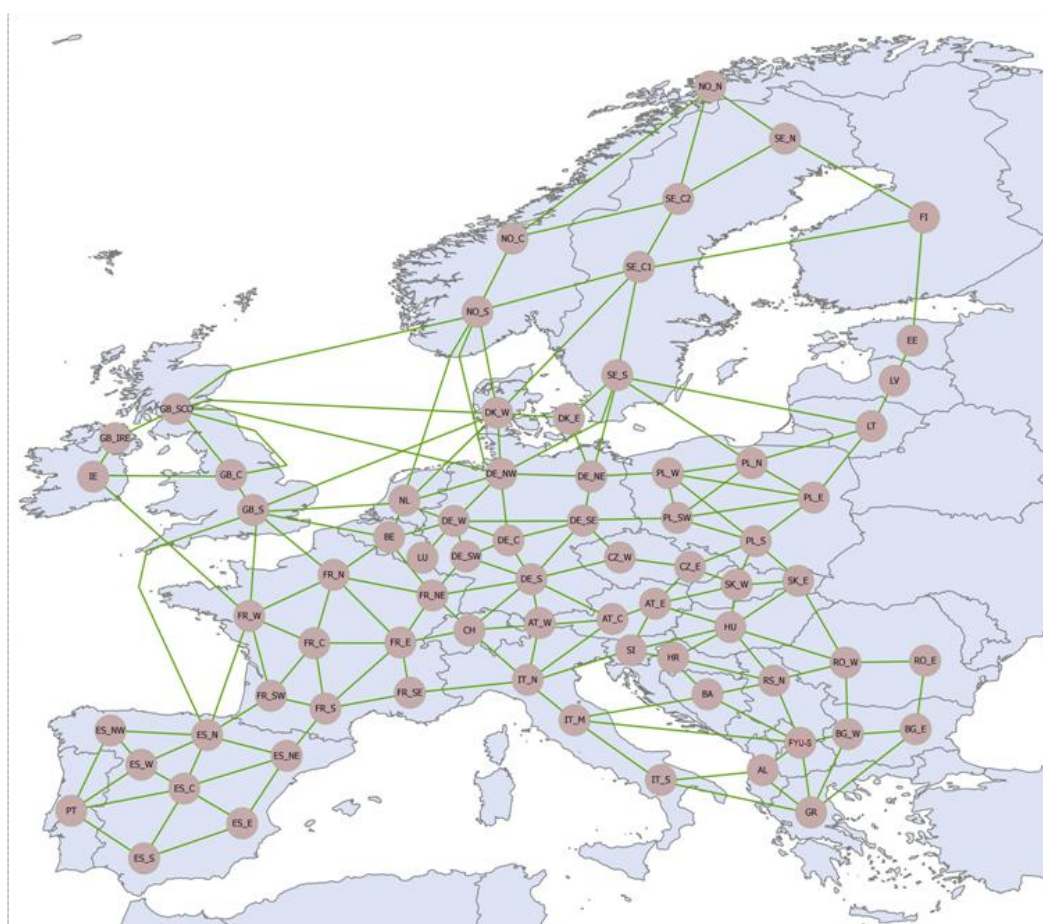 NO_N
SE_N
SE_C2
FI
NO_C
SE_C1
NO_S
EE
SE_S
LV
GB_SCO
DK_W
DK_E
LT
GB_IRE
PL_N
IE
GB_C
DE_NW
DE_NE
PL_W
PL_E
NL
GB_S
DE_W
DE_SE
PL_SW
BE
DE_C
PL_S
LU
DE_SW
CZ_W
CZ_E
FR_N
DE_S
SK_W
SK_E
FR_NE
AT_E
FR_W
AT_W
AT_C
HU
CH
FR_C
FR_E
SI
HR
RO_W
RO_E
IT_N
RS_N
FR_SW
FR_SE
BA
FR_S
IT_M
ES_NW
ES_N
FYU-S
BG_W
BG_E
ES_NE
ES_W
AL
IT_S
ES_C
PT
GR
ES_E
ES_S